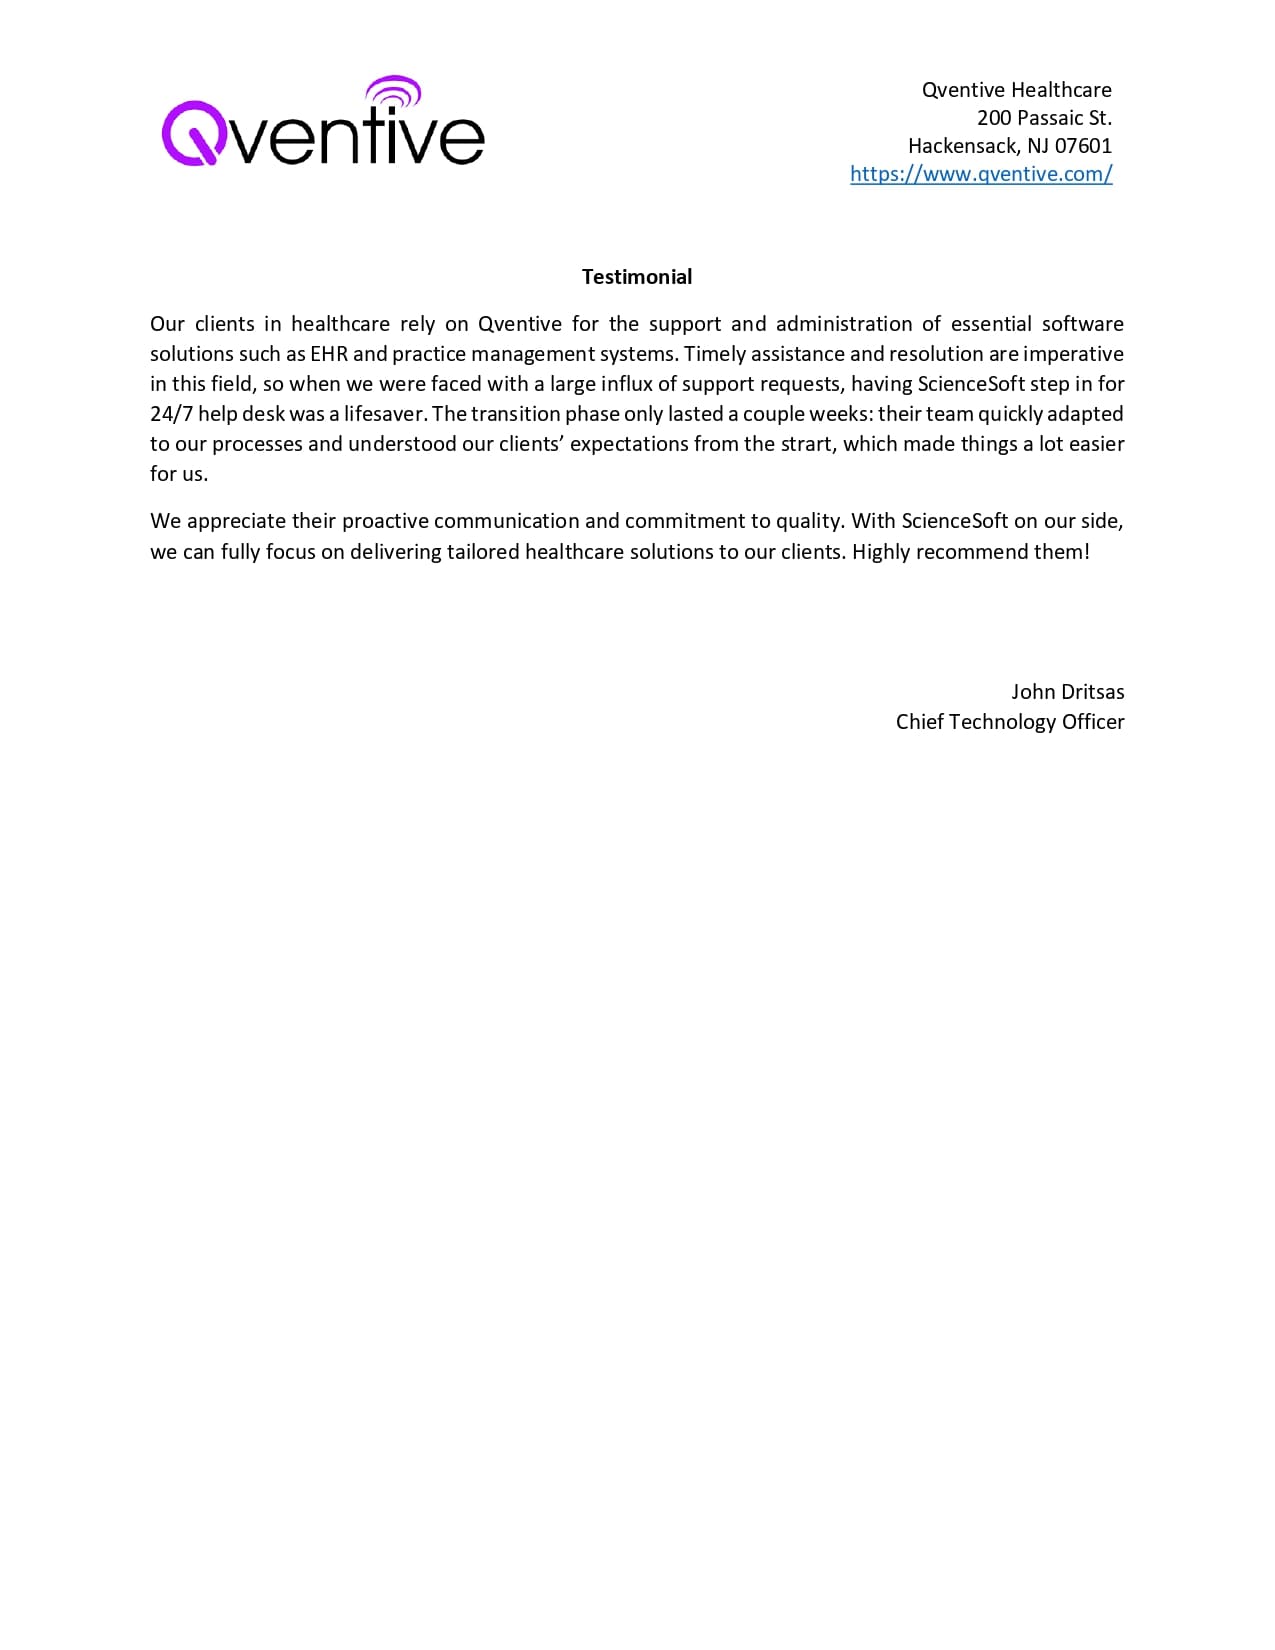 Qventive
Qventive Healthcare
200 Passaic St.
Hackensack, NJ 07601
https://www.qventive.com/
Testimonial
Our clients in healthcare rely on Qventive for the support and administration of essential software
solutions such as EHR and practice management systems. Timely assistance and resolution are imperative
in this field, so when we were faced with a large influx of support requests, having ScienceSoft step in for
24/7 help desk was a lifesaver. The transition phase only lasted a couple weeks: their team quickly adapted
to our processes and understood our clients’ expectations from the strart, which made things a lot easier
for us.
We appreciate their proactive communication and commitment to quality. With ScienceSoft on our side,
we can fully focus on delivering tailored healthcare solutions to our clients. Highly recommend them!
John Dritsas
Chief Technology Officer